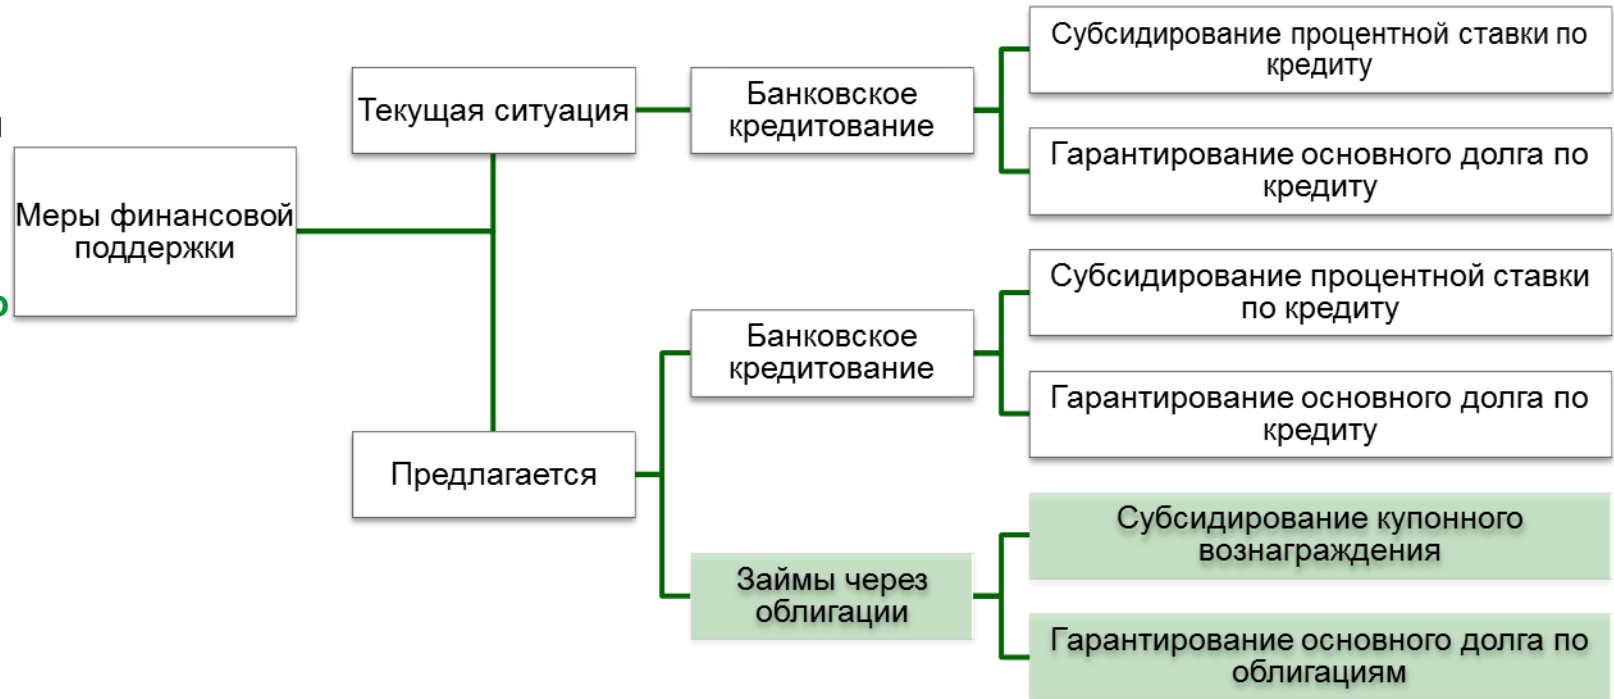 Меры финансовой
поддержки
Текущая ситуация
Банковское
кредитование
Субсидирование процентной ставки по
кредиту
Гарантирование основного долга по
кредиту
Предлагается
Банковское
кредитование
Субсидирование процентной ставки
по кредиту
Гарантирование основного долга по
кредиту
Займы через
облигации
Субсидирование купонного
вознаграждения
Гарантирование основного долга по
облигациям